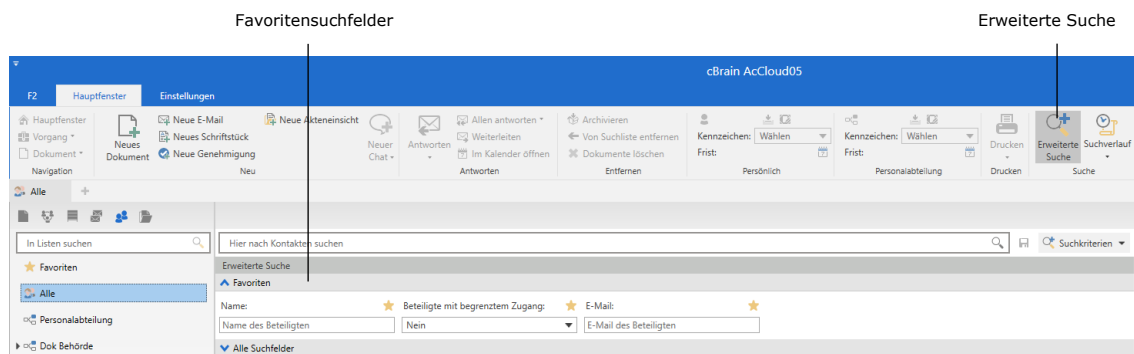 Favoritensuchfelder Erweiterte Suche
cBrain AcCloud05
F2 Hauptfenster Einstellungen
Hauptfenster
Vorgang
Dokument
Navigation
Neues
Dokument
Neue E-Mail
Neues Schriftstück
Neue Genehmigung
Neue Akteneinsicht
Neuer
Chat
Neu
Antworten
Allen antworten
Weiterleiten
Im Kalender öffnen
Antworten
Archivieren
Von Suchliste entfernen
Dokumente löschen
Entfernen
Kennzeichen: Wählen
Frist:
Persönlich
Kennzeichen: Wählen
Frist:
Personalabteilung
Drucken
Drucken
Erweiterte
Suche
Suchverlauf
Suche
Alle +
In Listen suchen
Favoriten
Alle
Personalabteilung
Dok Behörde
Hier nach Kontakten suchen Suchkriterien
Erweiterte Suche
Favoriten
Name: Beteiligte mit begrenztem Zugang: E-Mail:
Name des Beteiligten Nein E-Mail des Beteiligten
Alle Suchfelder